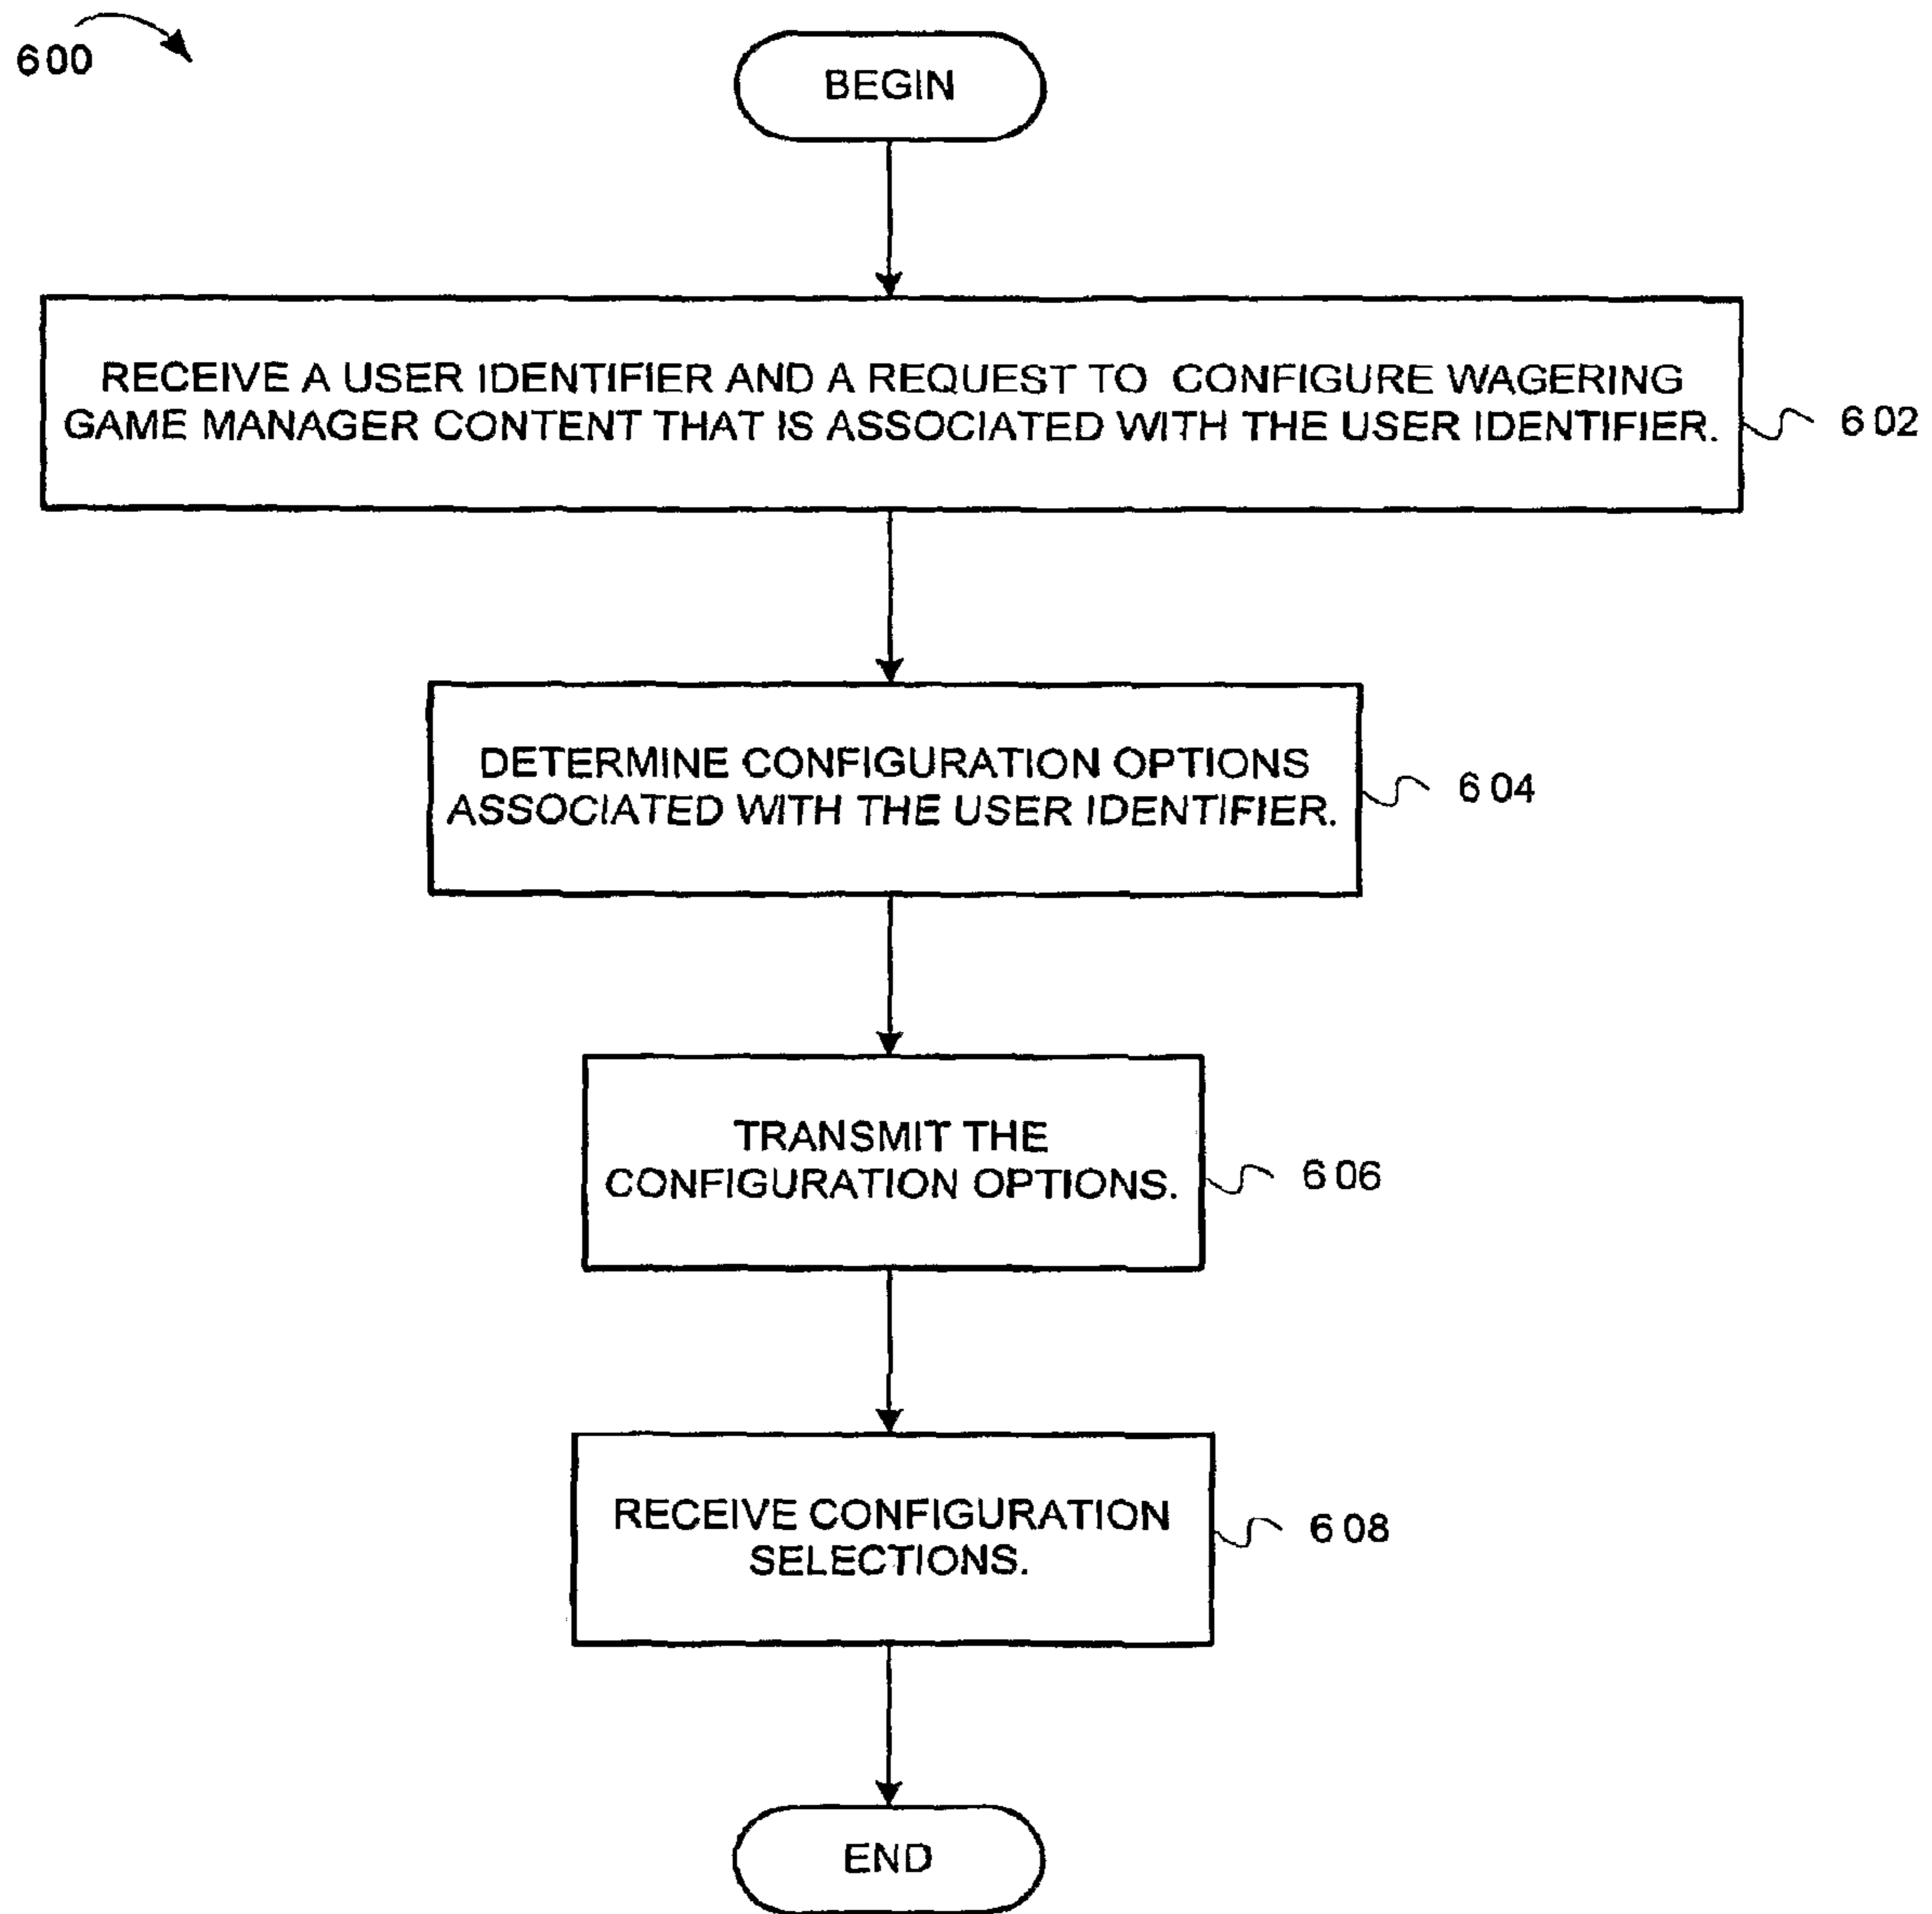 600
BEGIN
RECEIVE A USER IDENTIFIER AND A REQUEST TO CONFIGURE WAGERING
GAME MANAGER CONTENT THAT IS ASSOCIATED WITH THE USER IDENTIFIER.
602
DETERMINE CONFIGURATION OPTIONS
ASSOCIATED WITH THE USER IDENTIFIER.
604
TRANSMIT THE
CONFIGURATION OPTIONS.
606
RECEIVE CONFIGURATION
SELECTIONS.
608
END